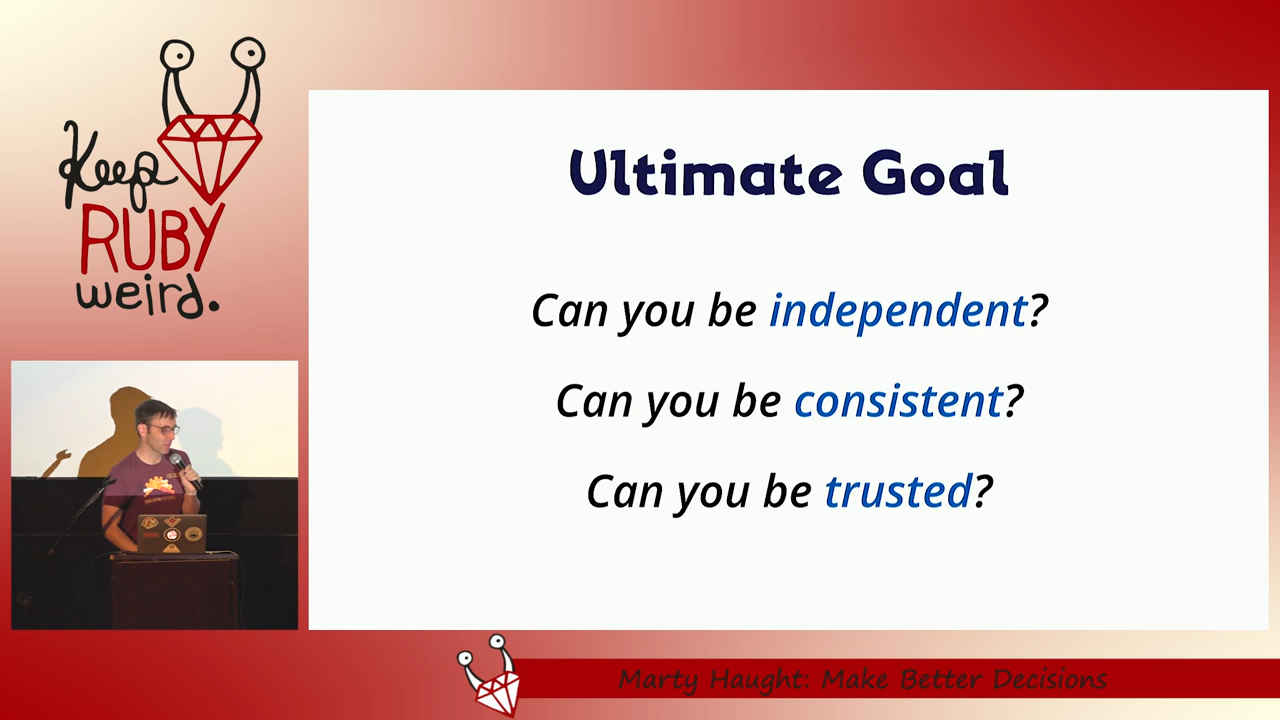 Keep
RUBY
weird.
Ultimate Goal
Can you be independent?
Can you be consistent?
Can you be trusted?
Marty Haught: Make Better Decisions